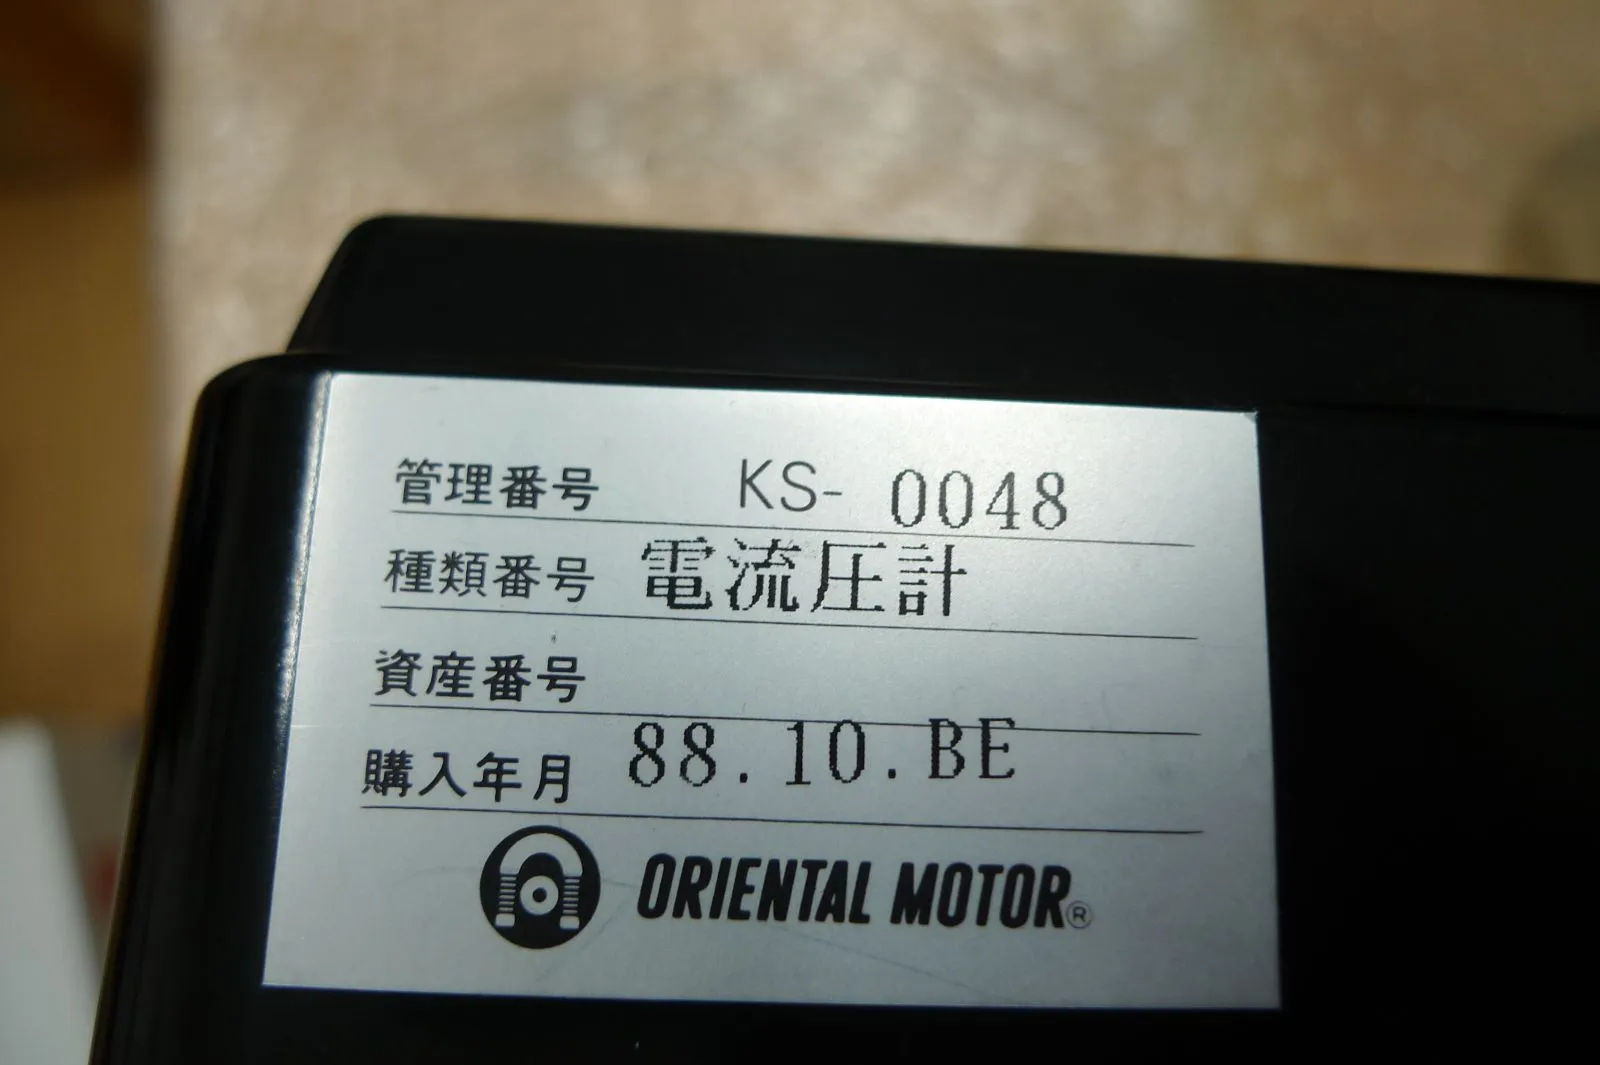 管理番号 KS- 0048
種類番号 電流圧計
資産番号
購入年月 88.10.BE
ORIENTAL MOTOR®